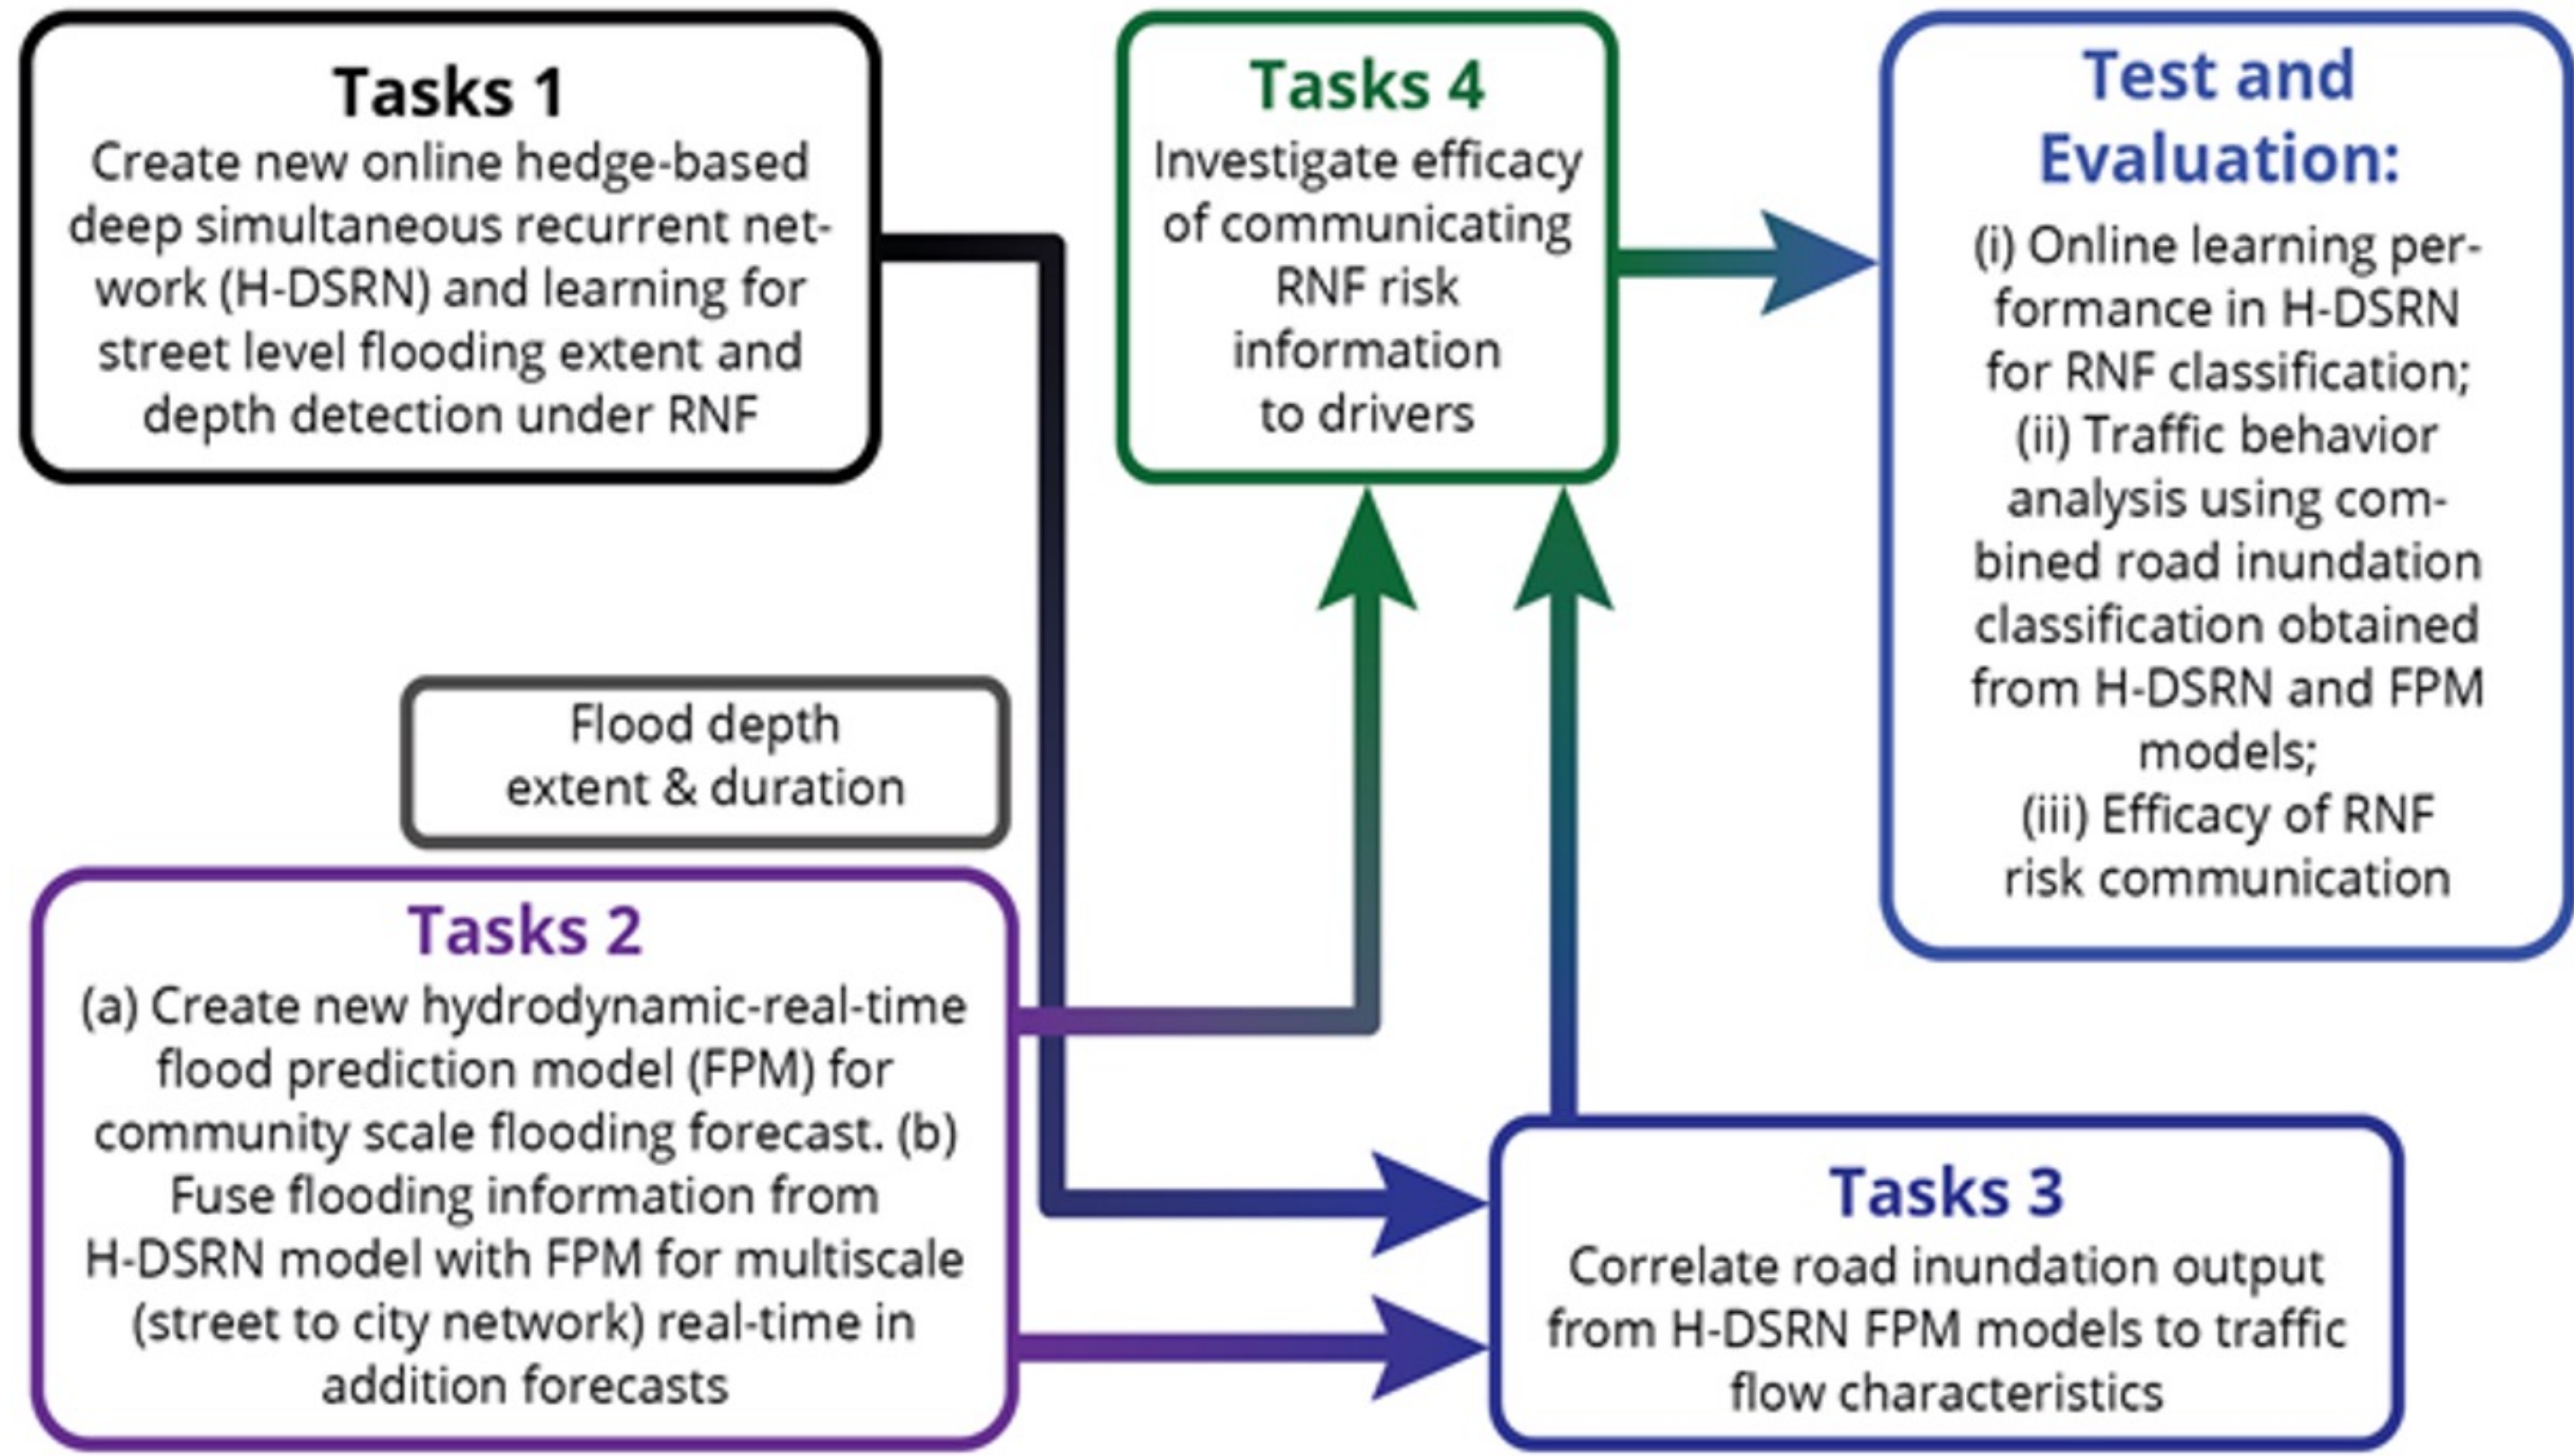 Tasks 1
Create new online hedge-based
deep simultaneous recurrent net-
work (H-DSRN) and learning for
street level flooding extent and
depth detection under RNF
Tasks 4
Investigate efficacy
of communicating
RNF risk
information
to drivers
Test and
Evaluation:
(i) Online learning per-
formance in H-DSRN
for RNF classification;
(ii) Traffic behavior
analysis using com-
bined road inundation
classification obtained
from H-DSRN and FPM
models;
(iii) Efficacy of RNF
risk communication
Flood depth
extent & duration
Tasks 2
(a) Create new hydrodynamic-real-time
flood prediction model (FPM) for
community scale flooding forecast. (b)
Fuse flooding information from
H-DSRN model with FPM for multiscale
(street to city network) real-time in
addition forecasts
Tasks 3
Correlate road inundation output
from H-DSRN FPM models to traffic
flow characteristics